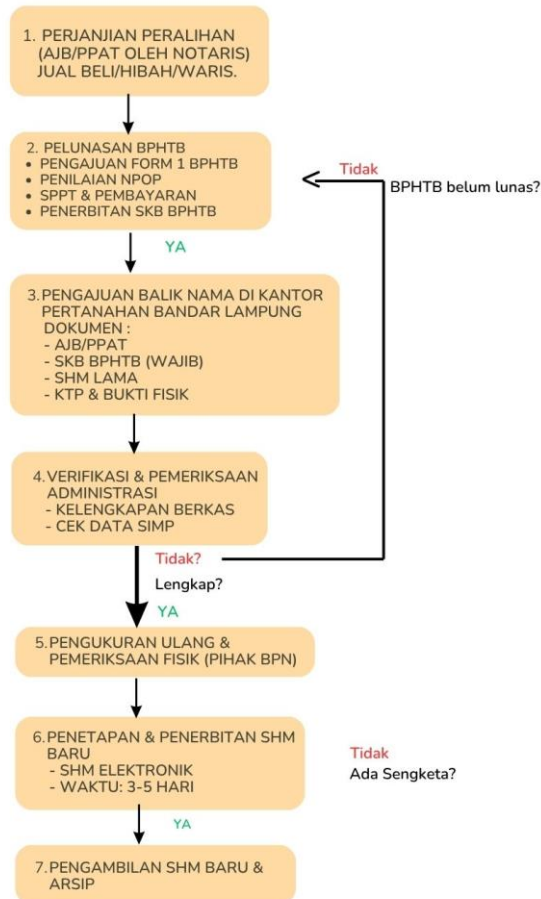 1. PERJANJIAN PERALIHAN
(AJB/PPAT OLEH NOTARIS)
JUAL BELI/HIBAH/WARIS.
2. PELUNASAN BPHTB
• PENGAJUAN FORM 1 BPHTB
• PENILAIAN NPOP
• SPPT & PEMBAYARAN
• PENERBITAN SKB BPHTB
Tidak
BPHTB belum lunas?
YA
3.PENGAJUAN BALIK NAMA DI KANTOR
PERTANAHAN BANDAR LAMPUNG
DOKUMEN :
- AJB/PPAT
- SKB BPHTB (WAJIB)
- SHM LAMA
- KTP & BUKTI FISIK
4.VERIFIKASI & PEMERIKSAAN
ADMINISTRASI
- KELENGKAPAN BERKAS
- CEK DATA SIMP
Tidak?
Lengkap?
YA
5.PENGUKURAN ULANG &
PEMERIKSAAN FISIK (PIHAK BPN)
6.PENETAPAN & PENERBITAN SHM
BARU
- SHM ELEKTRONIK
- WAKTU: 3-5 HARI
Tidak
Ada Sengketa?
YA
7.PENGAMBILAN SHM BARU &
ARSIP